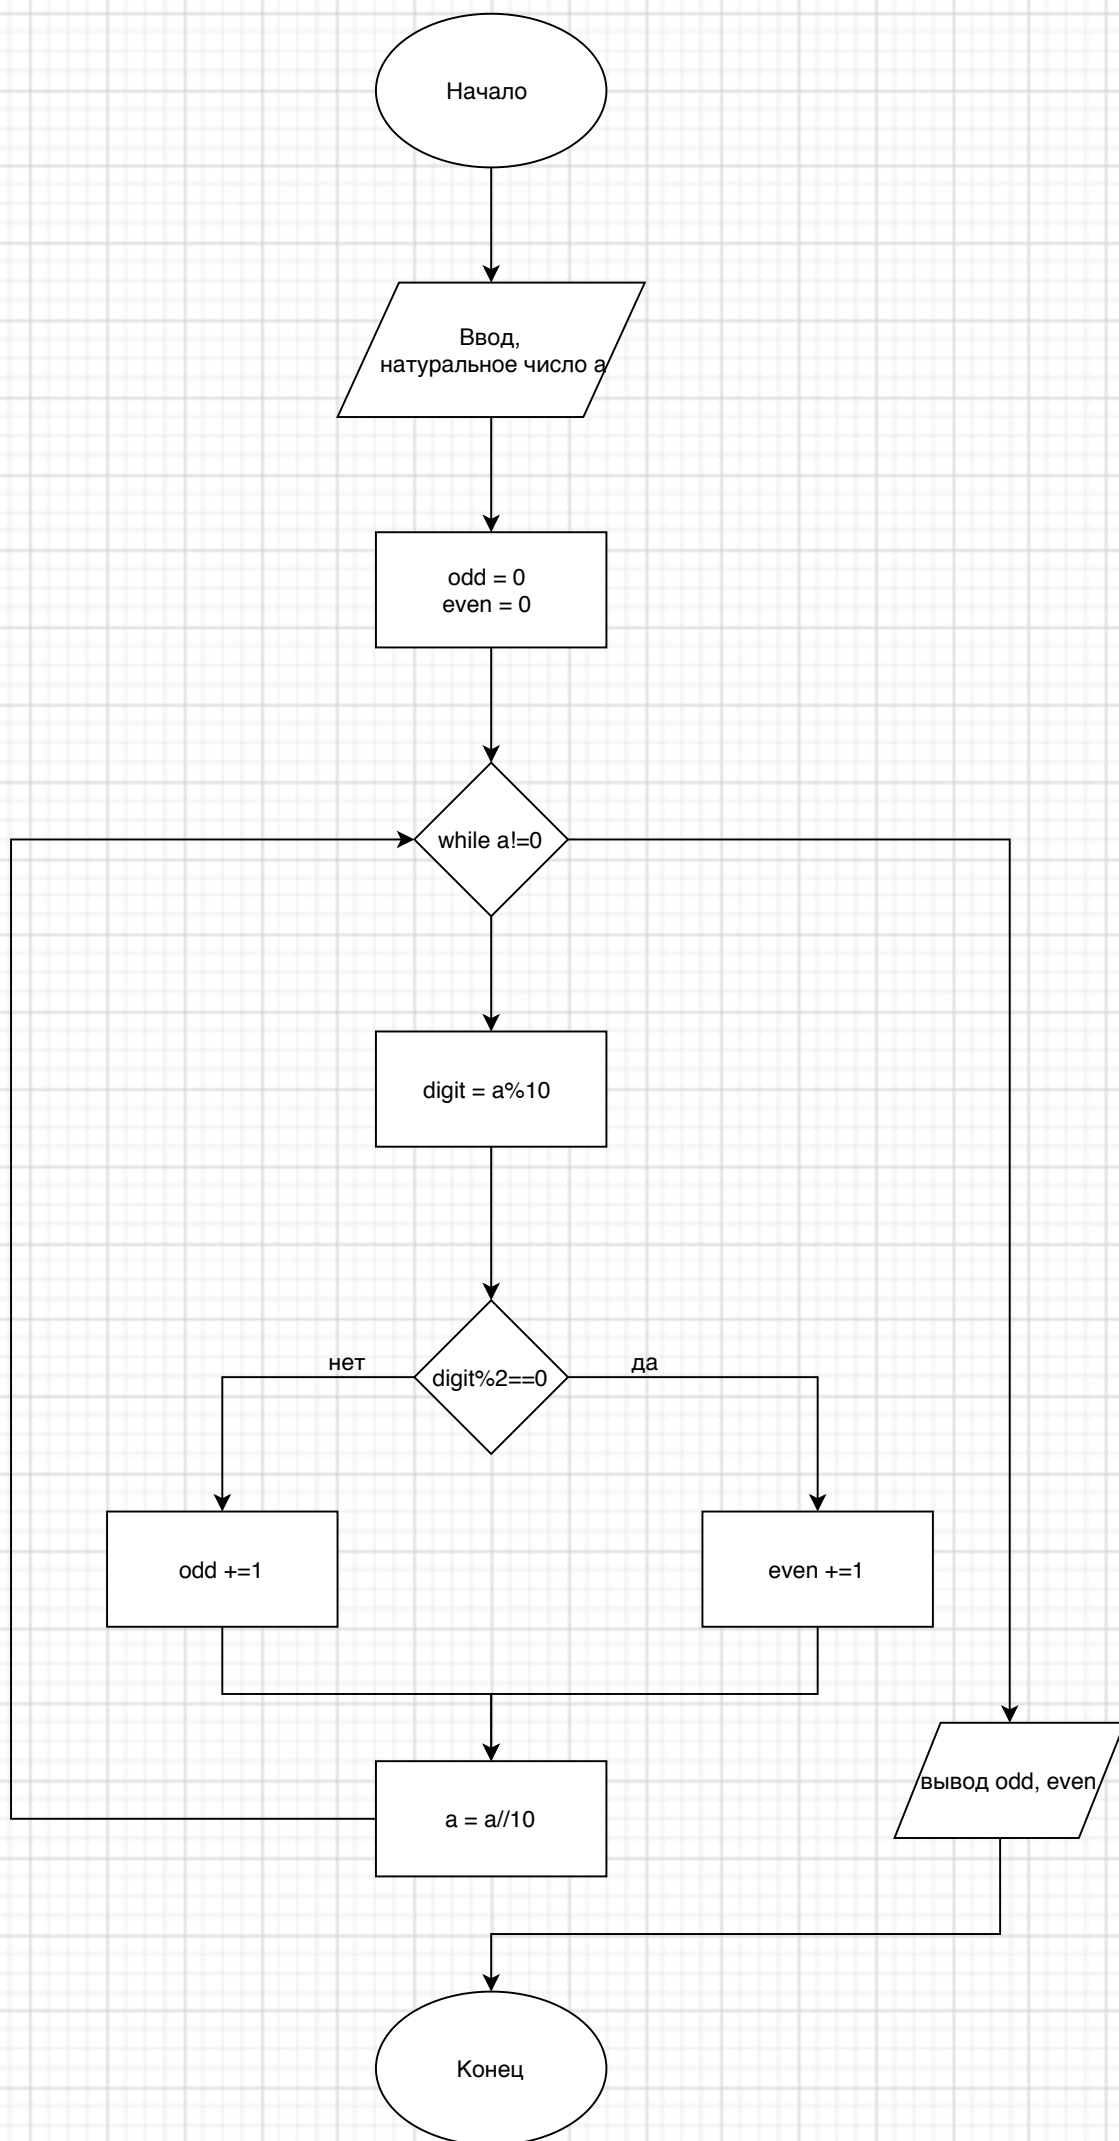 Начало
Ввод,
натуральное число а
odd = 0
even = 0
while a!=0
digit = a%10
нет
digit%2==0
да
odd +=1
even +=1
вывод odd, even
a = a//10
Конец